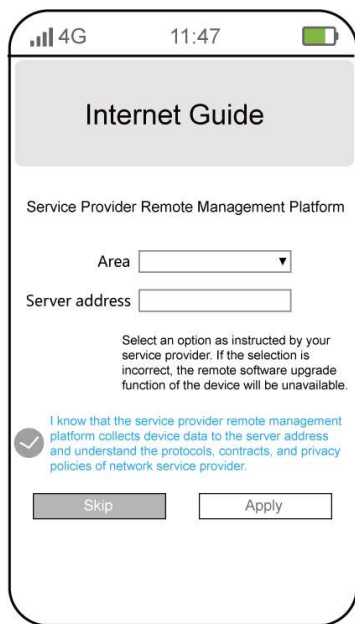 4G 11:47
Internet Guide
Service Provider Remote Management Platform
Area
Server address
Select an option as instructed by your
service provider. If the selection is
incorrect, the remote software upgrade
function of the device will be unavailable.
I know that the service provider remote management
platform collects device data to the server address
and understand the protocols, contracts, and privacy
policies of network service provider.
Skip Apply